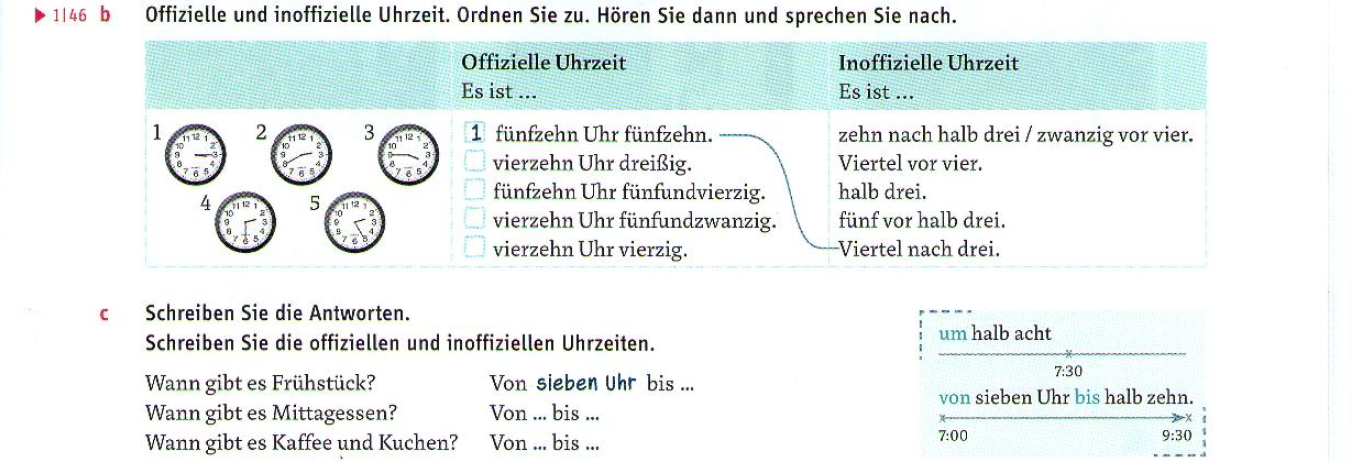 ▶ 1|46 b Offizielle und inoffizielle Uhrzeit. Ordnen Sie zu. Hören Sie dann und sprechen Sie nach.
Offizielle Uhrzeit Inoffizielle Uhrzeit
Es ist ... Es ist ...
1 2 3
4 5
1 fünfzehn Uhr fünfzehn. zehn nach halb drei / zwanzig vor vier.
vierzehn Uhr dreißig. Viertel vor vier.
fünfzehn Uhr fünfundvierzig. halb drei.
vierzehn Uhr fünfundzwanzig. fünf vor halb drei.
vierzehn Uhr vierzig. Viertel nach drei.
c Schreiben Sie die Antworten.
Schreiben Sie die offiziellen und inoffiziellen Uhrzeiten.
Wann gibt es Frühstück? Von sieben Uhr bis ...
Wann gibt es Mittagessen? Von ... bis ...
Wann gibt es Kaffee und Kuchen? Von ... bis ...
um halb acht
7:30
von sieben Uhr bis halb zehn.
7:00 9:30